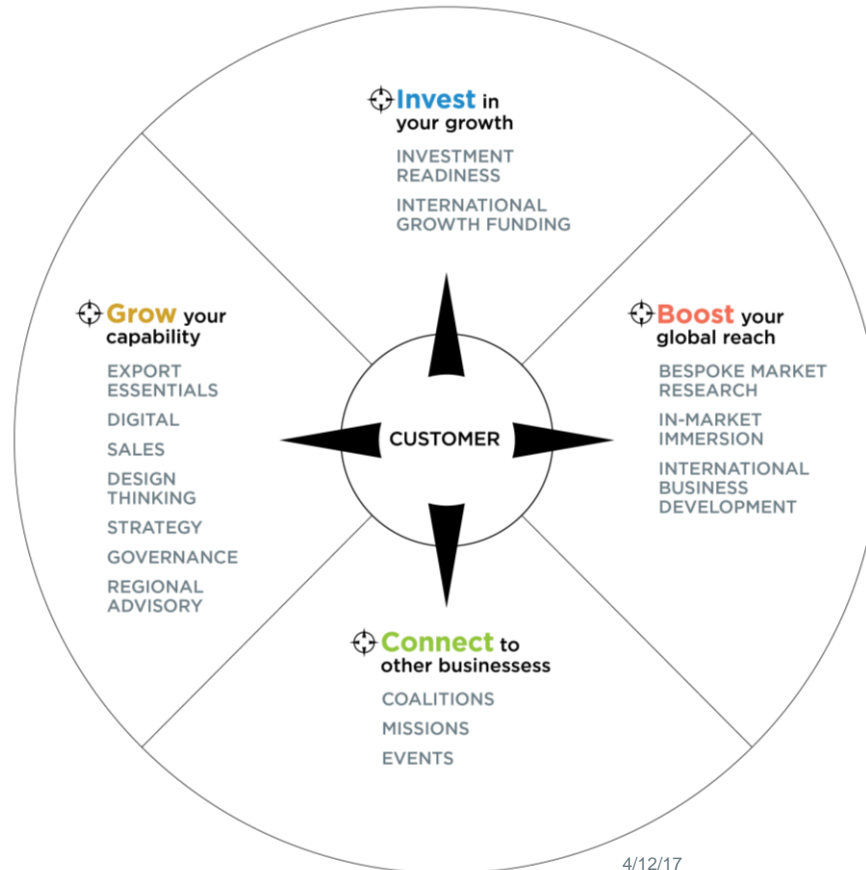 Invest in
your growth
INVESTMENT
READINESS
INTERNATIONAL
GROWTH FUNDING
Grow your
capability
EXPORT
ESSENTIALS
DIGITAL
SALES
DESIGN
THINKING
STRATEGY
GOVERNANCE
REGIONAL
ADVISORY
CUSTOMER
Boost your
global reach
BESPOKE MARKET
RESEARCH
IN-MARKET
IMMERSION
INTERNATIONAL
BUSINESS
DEVELOPMENT
Connect to
other businessess
COALITIONS
MISSIONS
EVENTS
4/12/17